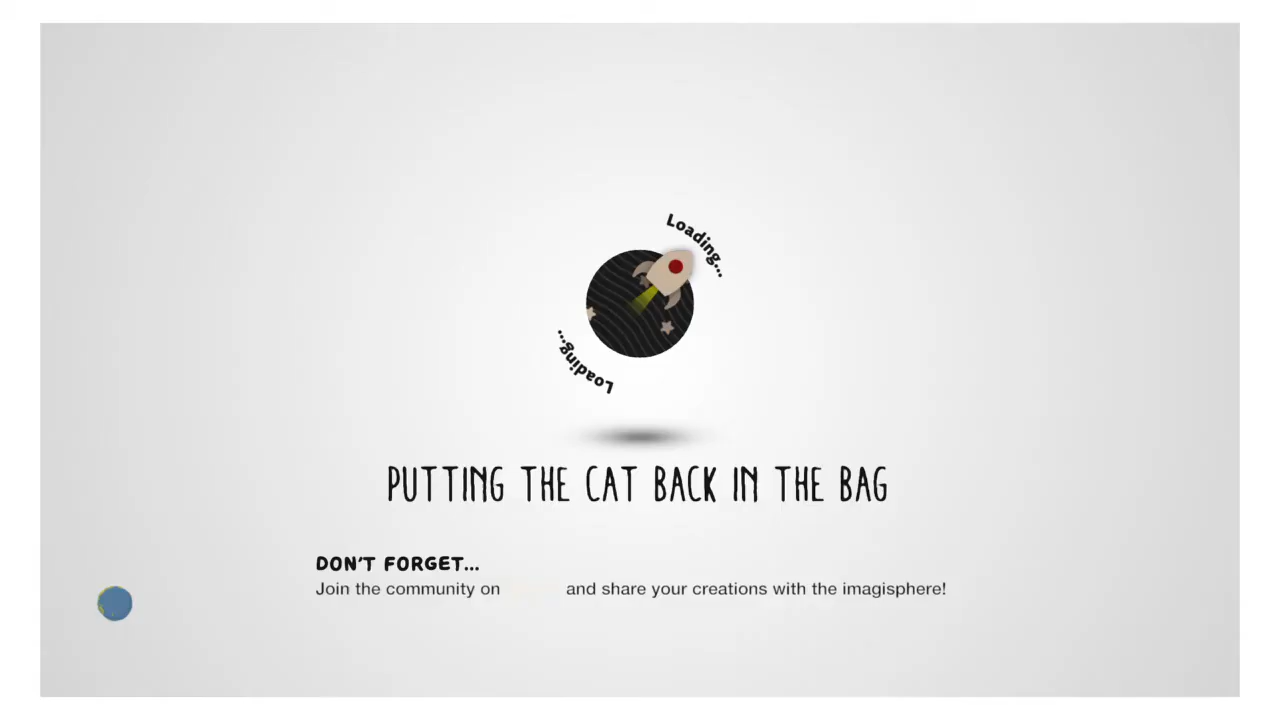 Loading...
Loading...
PUTTING THE CAT BACK IN THE BAG
DON'T FORGET...
Join the community on and share your creations with the imagisphere!